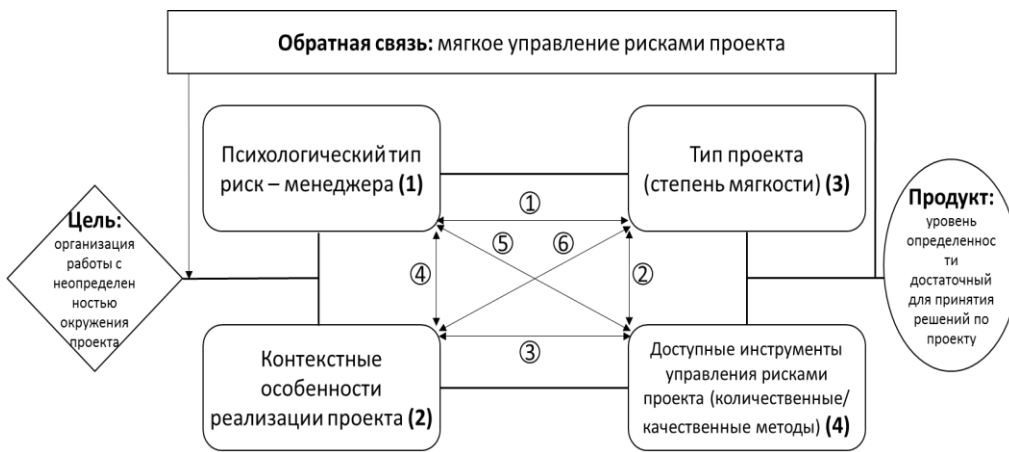 Обратная связь: мягкое управление рисками проекта
Психологический тип
риск – менеджера (1)
Тип проекта
(степень мягкости) (3)
Цель:
организация
работы с
неопределен
ностью
окружения
проекта
①
⑤
⑥
④
②
③
Продукт:
уровень
определеннос
ти
достаточный
для принятия
решений по
проекту
Контекстные
особенности
реализации проекта (2)
Доступные инструменты
управления рисками
проекта (количественные/
качественные методы) (4)